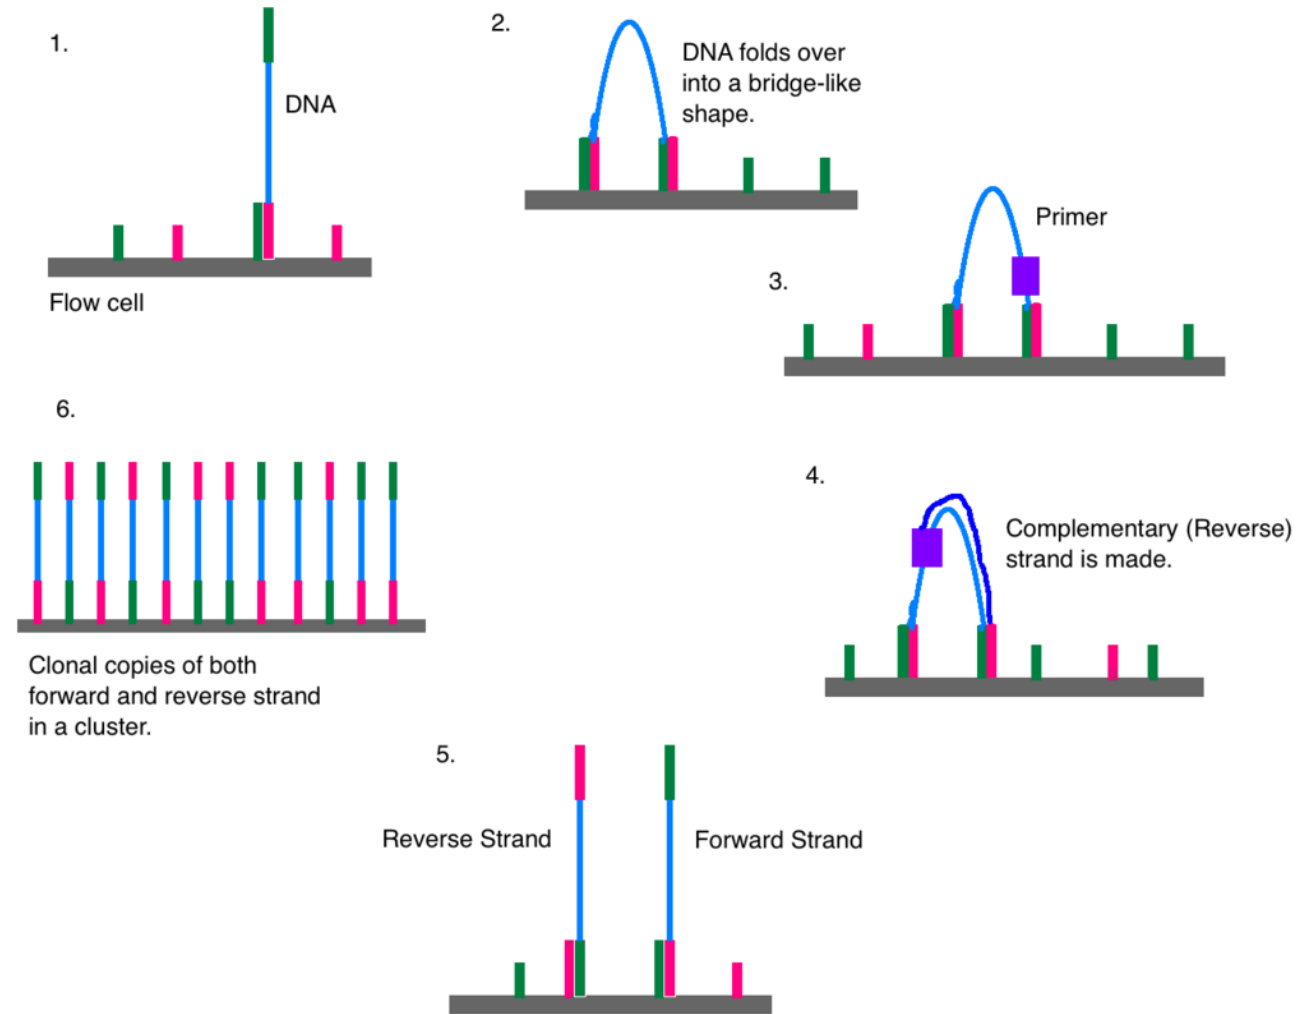 1.
DNA
Flow cell
2.
DNA folds over
into a bridge-like
shape.
3.
Primer
4.
Complementary (Reverse)
strand is made.
5.
Reverse Strand
Forward Strand
6.
Clonal copies of both
forward and reverse strand
in a cluster.